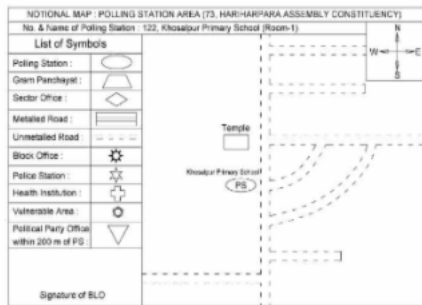 NOTIONAL MAP : POLLING STATION AREA (73, HARIHARPARA ASSEMBLY CONSTITUENCY)
No. & Name of Polling Station : 122, Khosalpur Primary School (Room-1)
List of Symbols
Polling Station :
Gram Panchayet :
Sector Office :
Metalled Road :
Unmetalled Road :
Block Office :
Police Station :
Health Institution :
Vulnerable Area :
Political Party Office
within 200 m of PS :
Signature of BLO
N
W
E
S
Temple
Khosalpur Primary School
PS